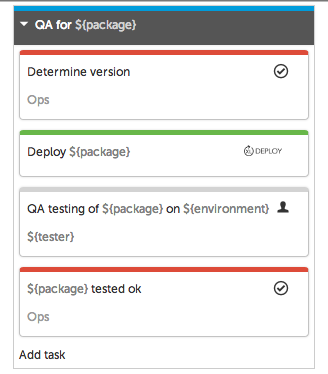 QA for ${package}
Determine version
Ops
Deploy ${package}
XL DEPLOY
QA testing of ${package} on ${environment}
${tester}
${package} tested ok
Ops
Add task